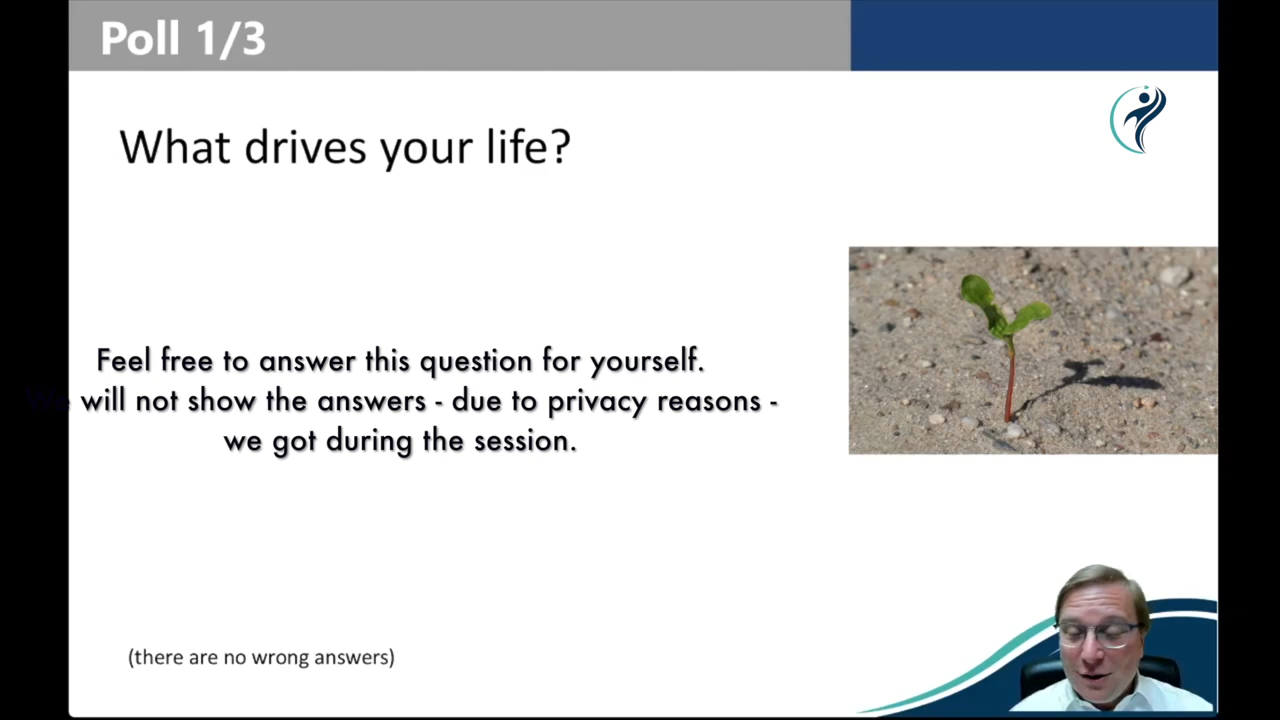 Poll 1/3
What drives your life?
Feel free to answer this question for yourself.
We will not show the answers - due to privacy reasons -
we got during the session.
(there are no wrong answers)